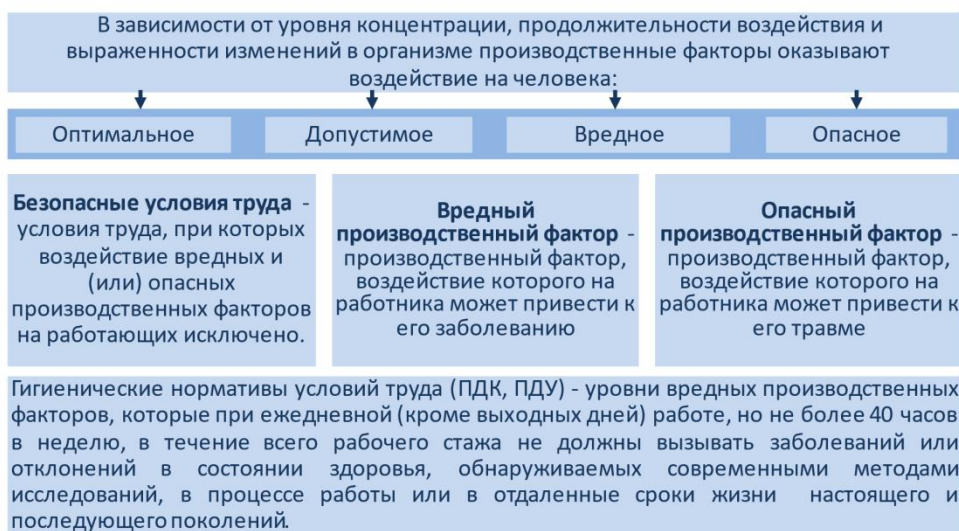 В зависимости от уровня концентрации, продолжительности воздействия и
выраженности изменений в организме производственные факторы оказывают
воздействие на человека:
Оптимальное
Допустимое
Вредное
Опасное
Безопасные условия труда -
условия труда, при которых
воздействие вредных и
(или) опасных
производственных факторов
на работающих исключено.
Вредный
производственный фактор -
производственный фактор,
воздействие которого на
работника может привести к
его заболеванию
Опасный
производственный фактор -
производственный фактор,
воздействие которого на
работника может привести к
его травме
Гигиенические нормативы условий труда (ПДК, ПДУ) - уровни вредных производственных
факторов, которые при ежедневной (кроме выходных дней) работе, но не более 40 часов
в неделю, в течение всего рабочего стажа не должны вызывать заболеваний или
отклонений в состоянии здоровья, обнаруживаемых современными методами
исследований, в процессе работы или в отдаленные сроки жизни настоящего и
последующего поколений.